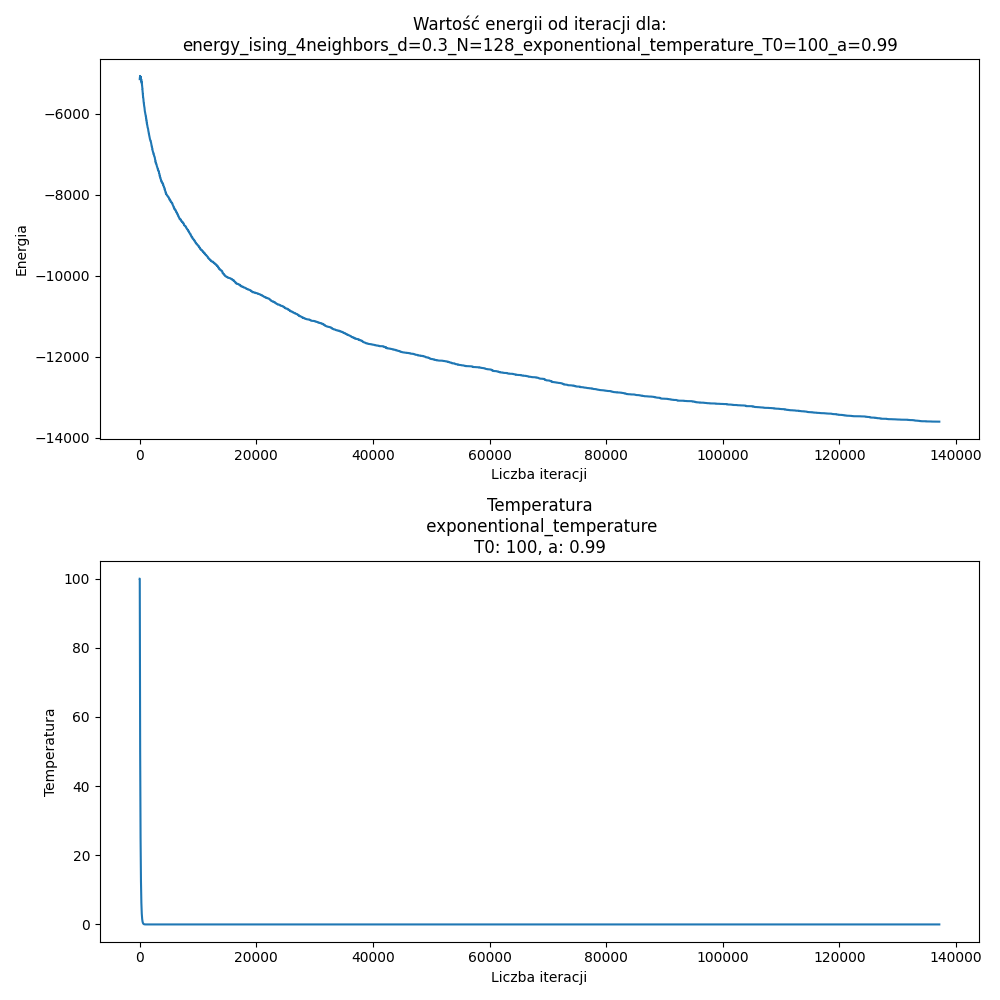 Wartość energii od iteracji dla:
energy_ising_4neighbors_d=0.3_N=128_exponentional_temperature_T0=100_a=0.99
−6000
−8000
−10000
−12000
−14000
Energia
0 20000 40000 60000 80000 100000 120000 140000
Liczba iteracji
Temperatura
exponentional_temperature
T0: 100, a: 0.99
100
80
60
40
20
0
Temperatura
0 20000 40000 60000 80000 100000 120000 140000
Liczba iteracji